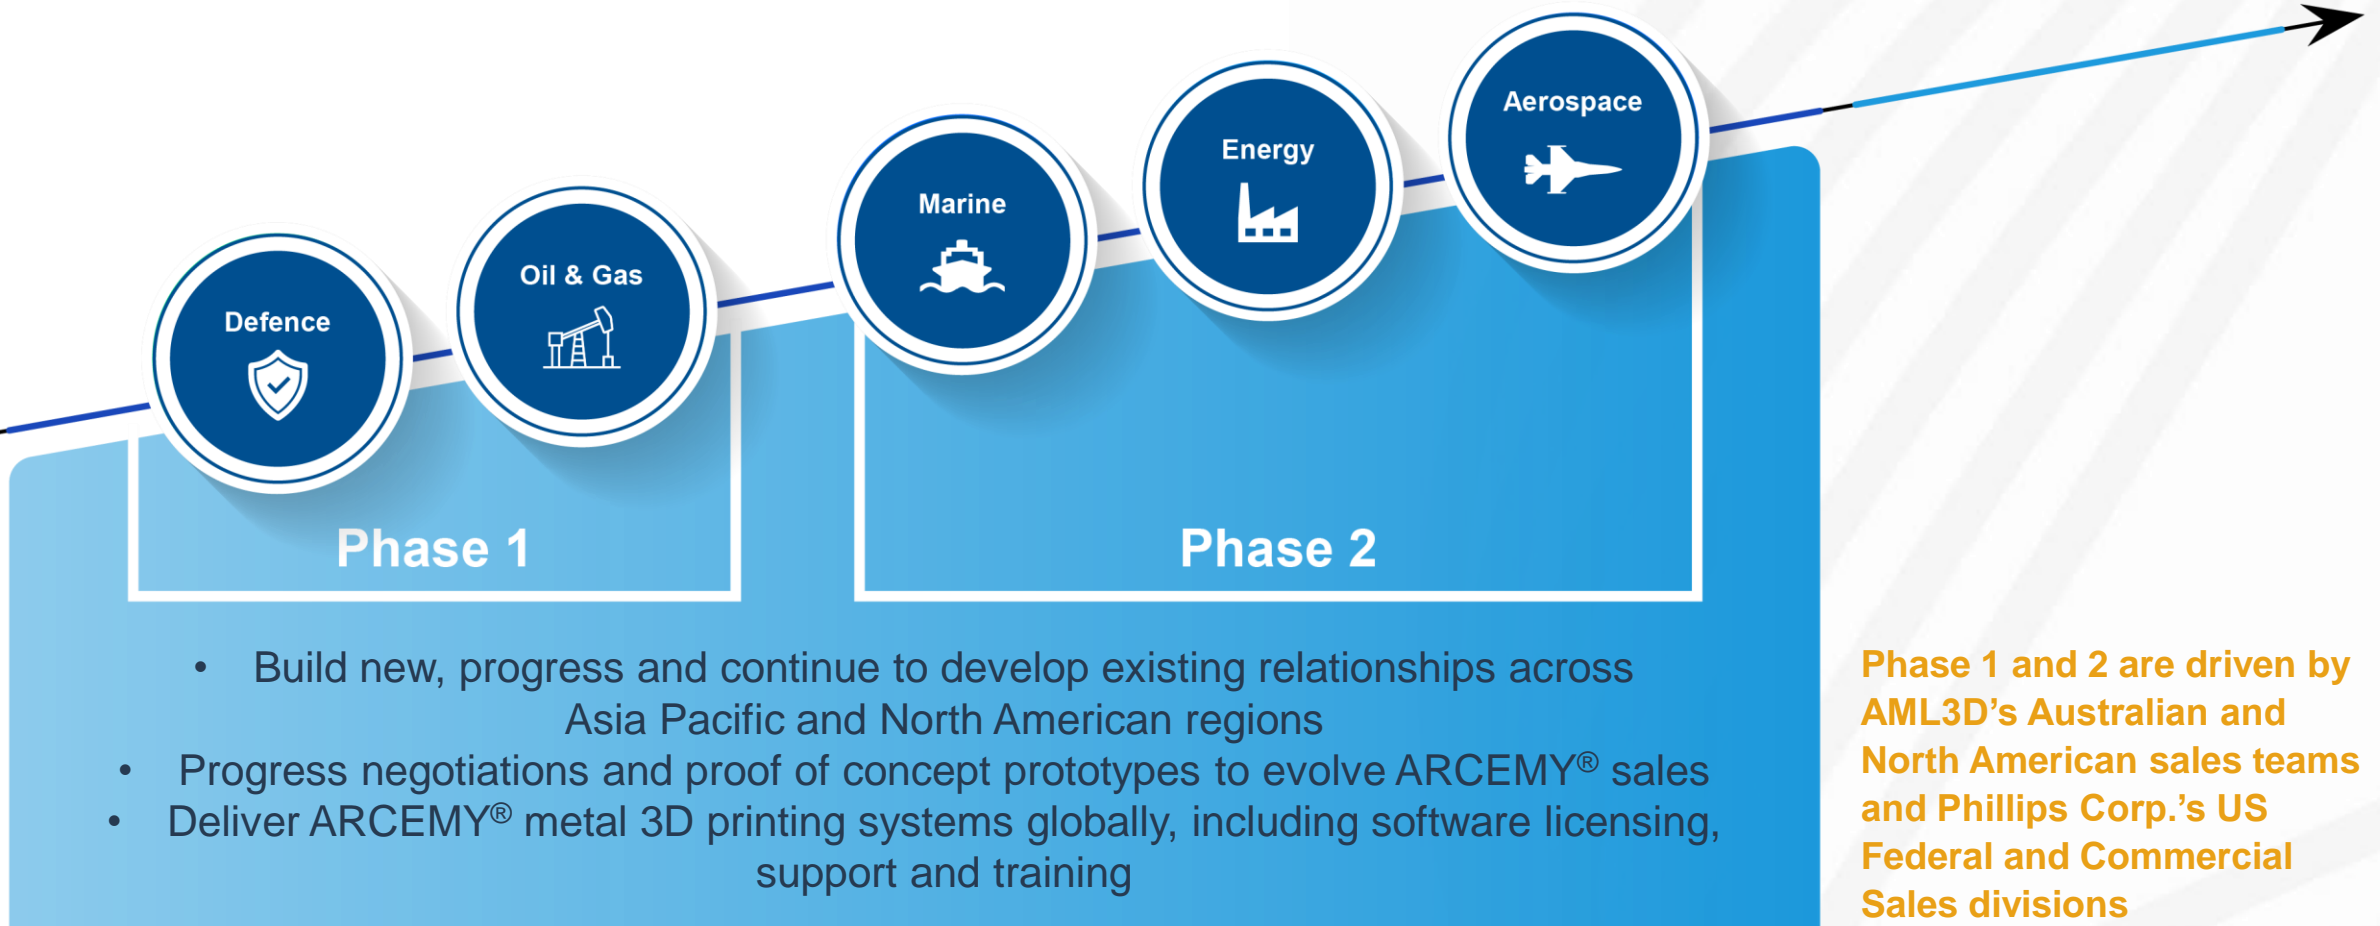 Defence
Oil & Gas
Marine
Energy
Aerospace
Phase 1
Phase 2
• Build new, progress and continue to develop existing relationships across
Asia Pacific and North American regions
• Progress negotiations and proof of concept prototypes to evolve ARCEMY® sales
• Deliver ARCEMY® metal 3D printing systems globally, including software licensing,
support and training
Phase 1 and 2 are driven by
AML3D’s Australian and
North American sales teams
and Phillips Corp.’s US
Federal and Commercial
Sales divisions